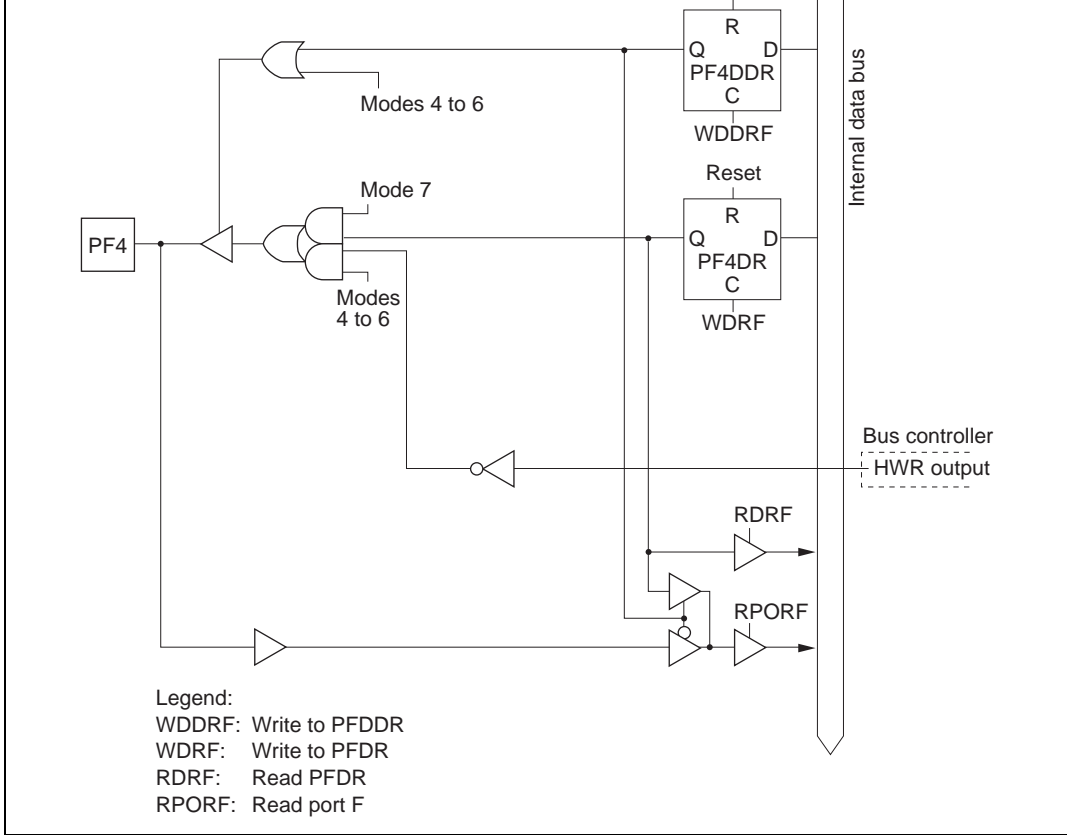 R
Q D
PF4DDR
C
WDDRF
Modes 4 to 6
Internal data bus
Reset
Mode 7
R
Q D
PF4DR
C
WDRF
PF4
Modes
4 to 6
Bus controller
HWR output
RDRF
RPORF
Legend:
WDDRF: Write to PFDDR
WDRF: Write to PFDR
RDRF: Read PFDR
RPORF: Read port F